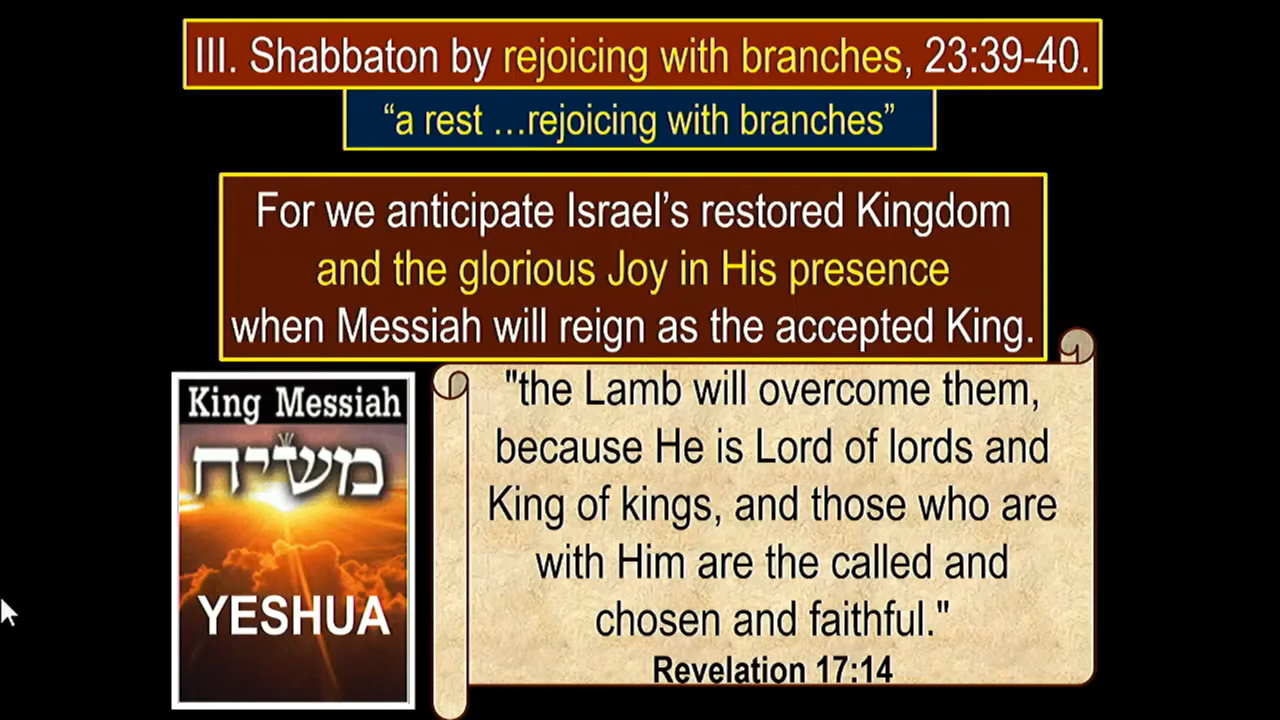 III. Shabbaton by rejoicing with branches, 23:39-40.
“a rest …rejoicing with branches”
For we anticipate Israel’s restored Kingdom
and the glorious Joy in His presence
when Messiah will reign as the accepted King.
King Messiah
משיח
YESHUA
"the Lamb will overcome them,
because He is Lord of lords and
King of kings, and those who are
with Him are the called and
chosen and faithful."
Revelation 17:14